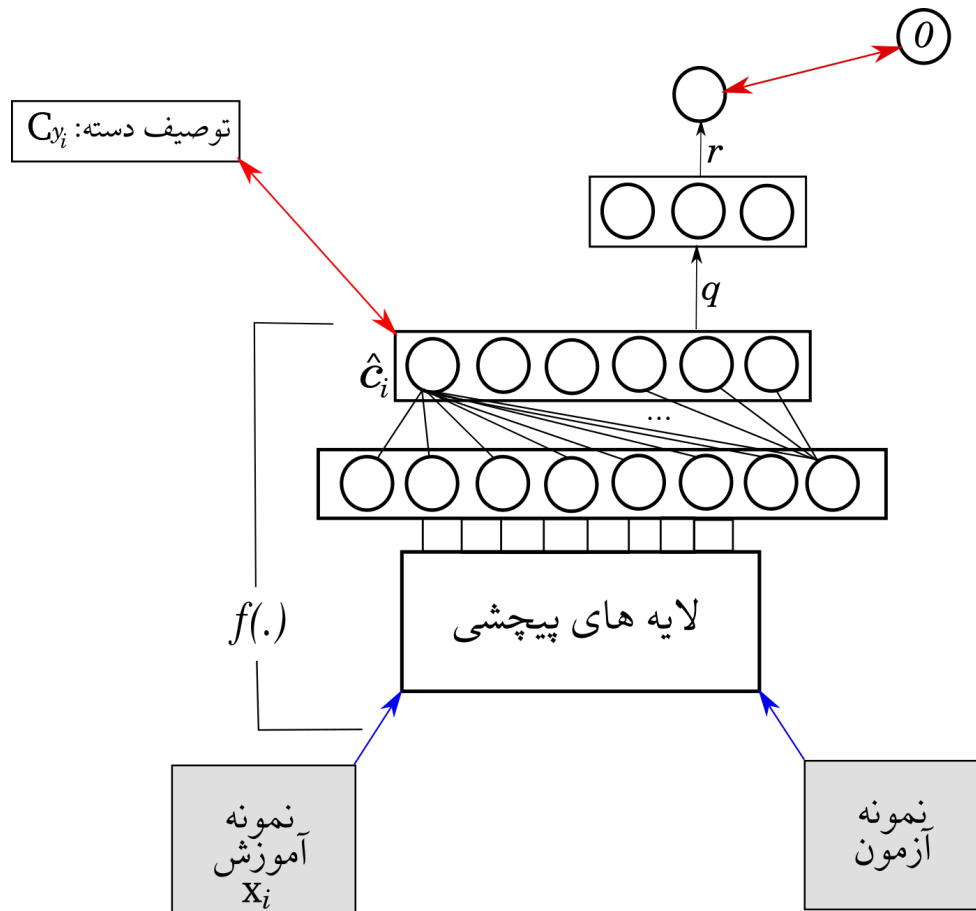 0
توصیف دسته: C_{y_i}
r
q
ĉ_i
...
لایه های پیچشی
f(.)
نمونه
آموزش
x_i
نمونه
آزمون